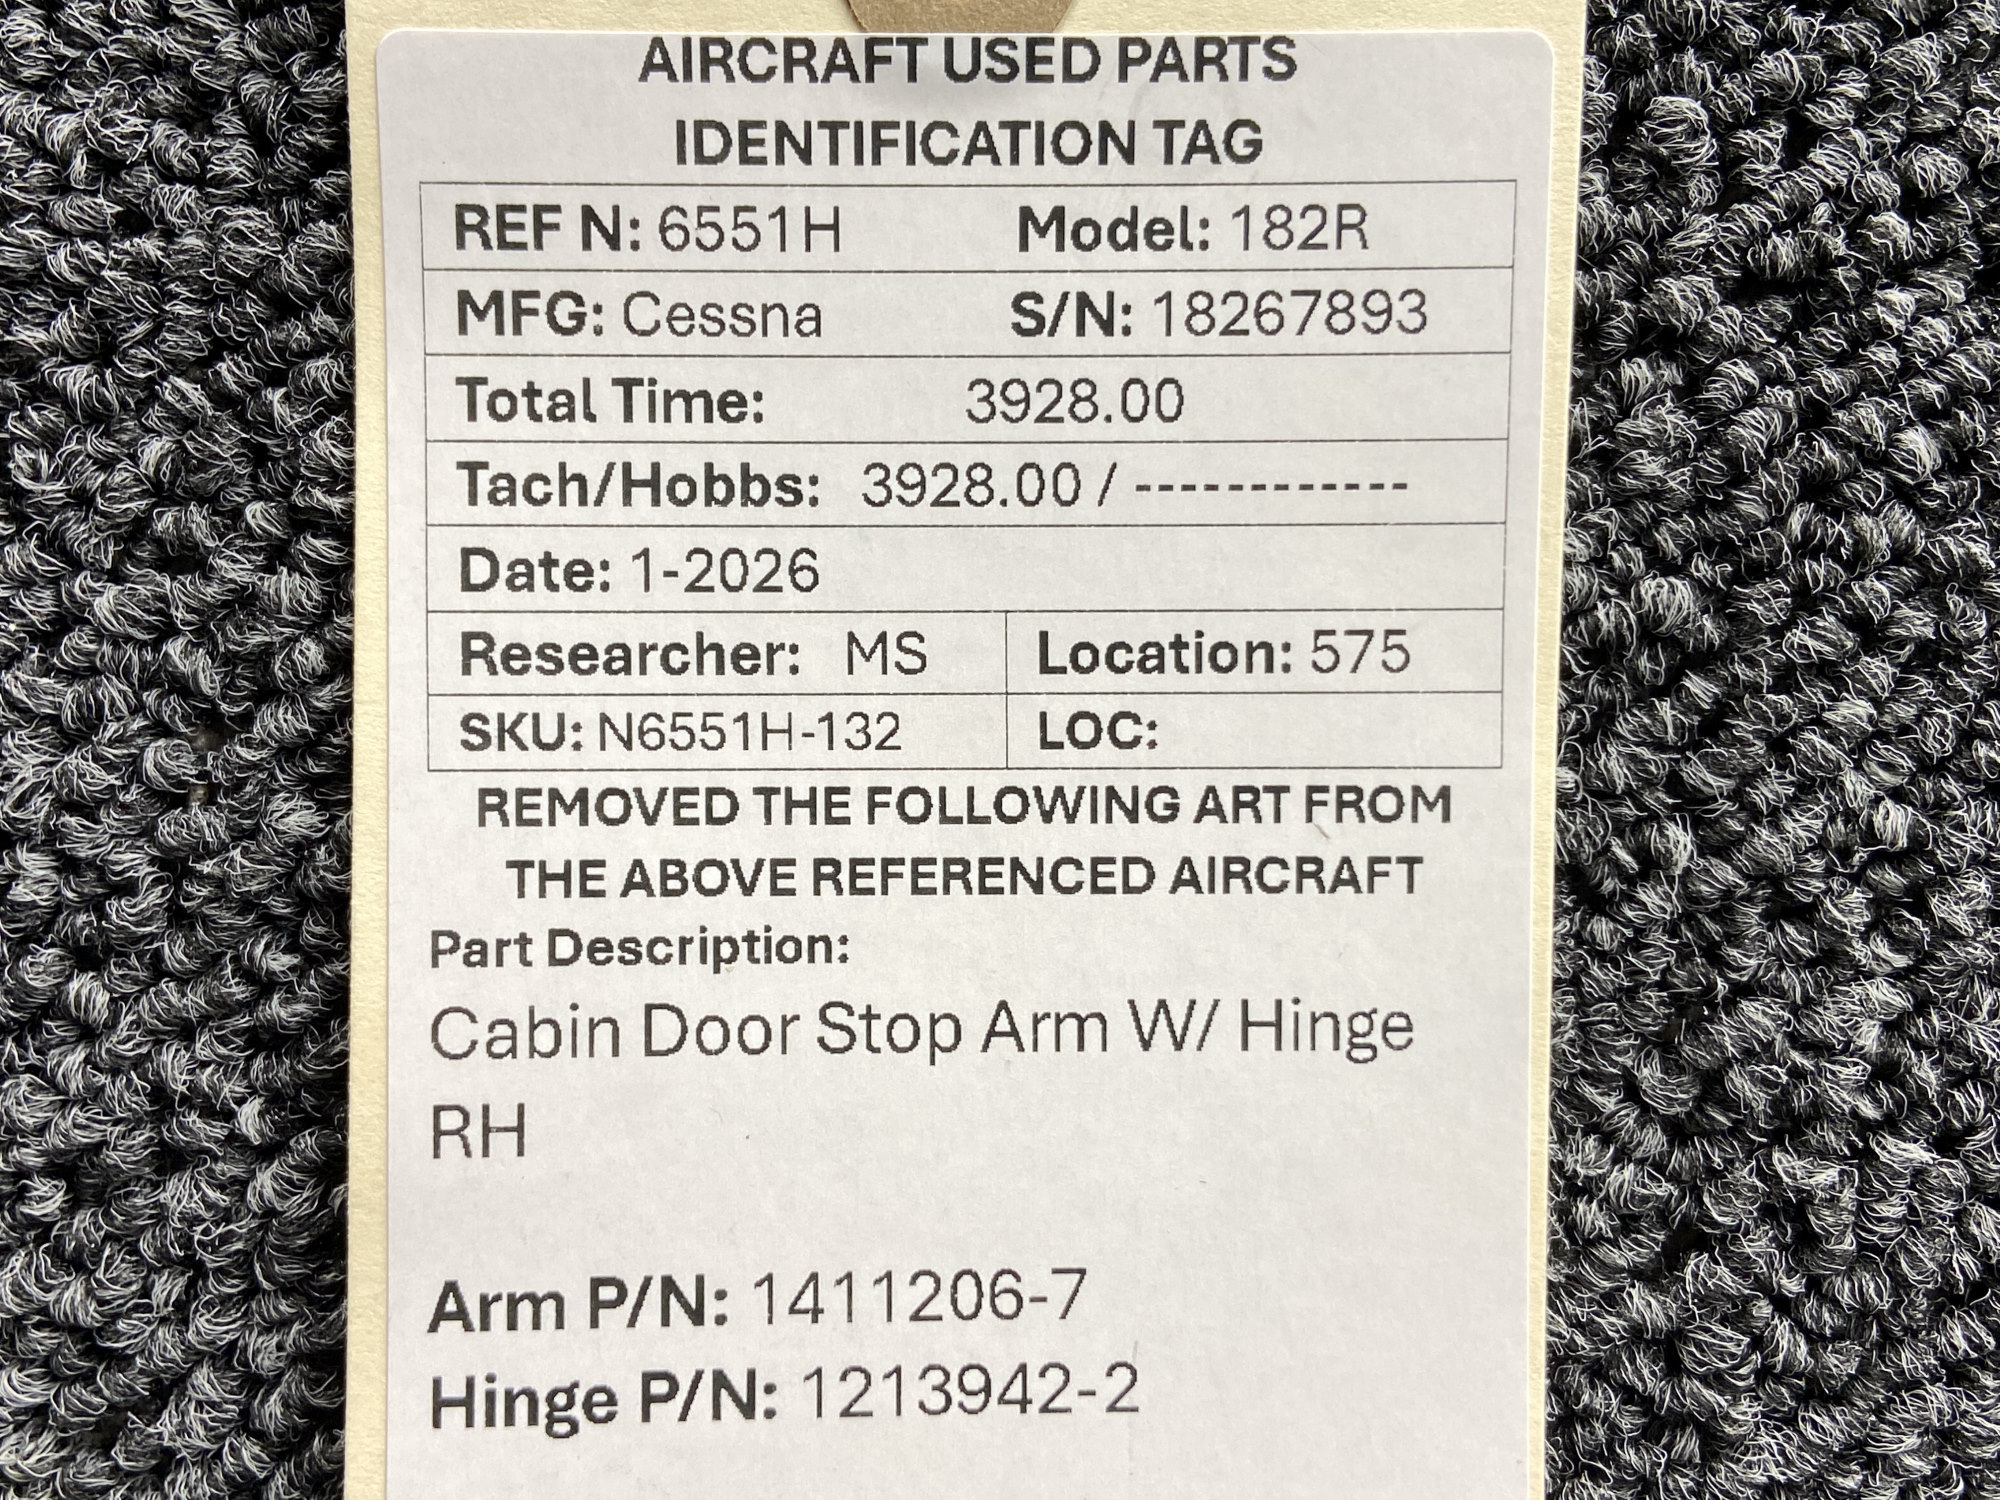 AIRCRAFT USED PARTS
IDENTIFICATION TAG
REF N: 6551H Model: 182R
MFG: Cessna S/N: 18267893
Total Time: 3928.00
Tach/Hobbs: 3928.00 / ------------
Date: 1-2026
Researcher: MS Location: 575
SKU: N6551H-132 LOC:
REMOVED THE FOLLOWING ART FROM
THE ABOVE REFERENCED AIRCRAFT
Part Description:
Cabin Door Stop Arm W/ Hinge
RH
Arm P/N: 1411206-7
Hinge P/N: 1213942-2